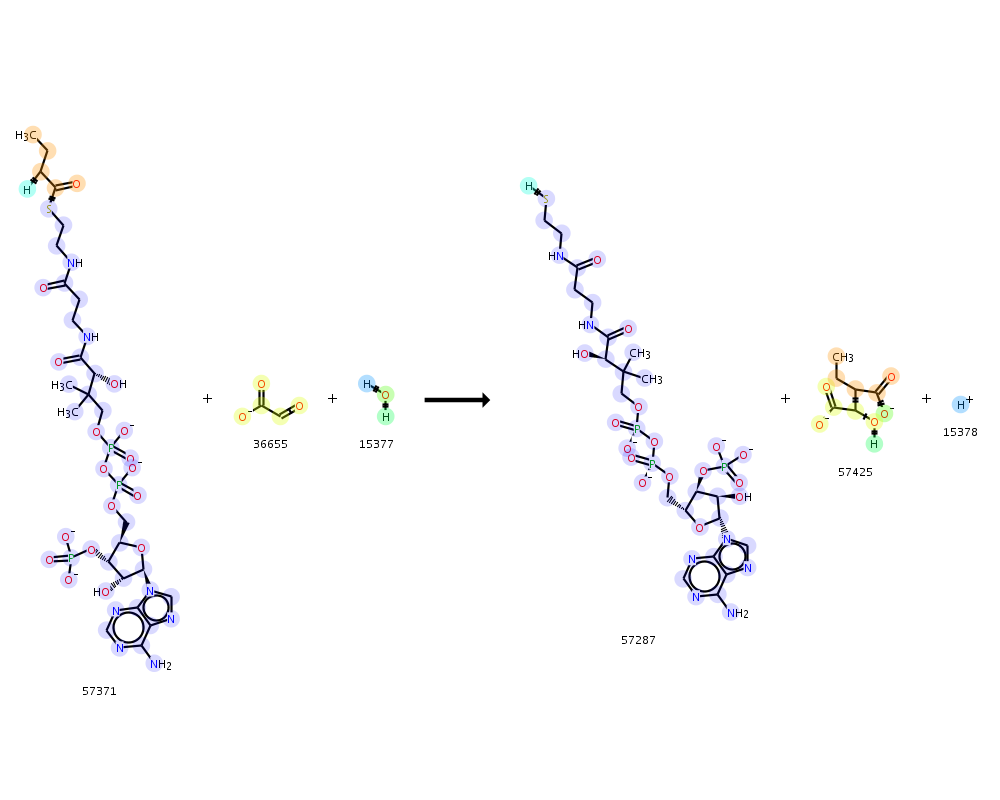 H₃C
H
O
S
NH
O
NH
O
OH
H₃C
H₃C
O
O⁻
P
O
O
O⁻
P
O
O
O⁻
O
P
O
O⁻
O
HO
N
N
N
N
NH₂
57371
+
O
O⁻
O
36655
+
H
O
H
15377
H
S
HN
O
HN
O
HO
CH₃
CH₃
O
O
P
O⁻
O
O
P
O⁻
O
O⁻
O⁻
P
O
O
OH
O
N
N
N
N
N
NH₂
57287
+
CH₃
O
O
O⁻
O⁻
O
H
57425
+
H⁺
15378